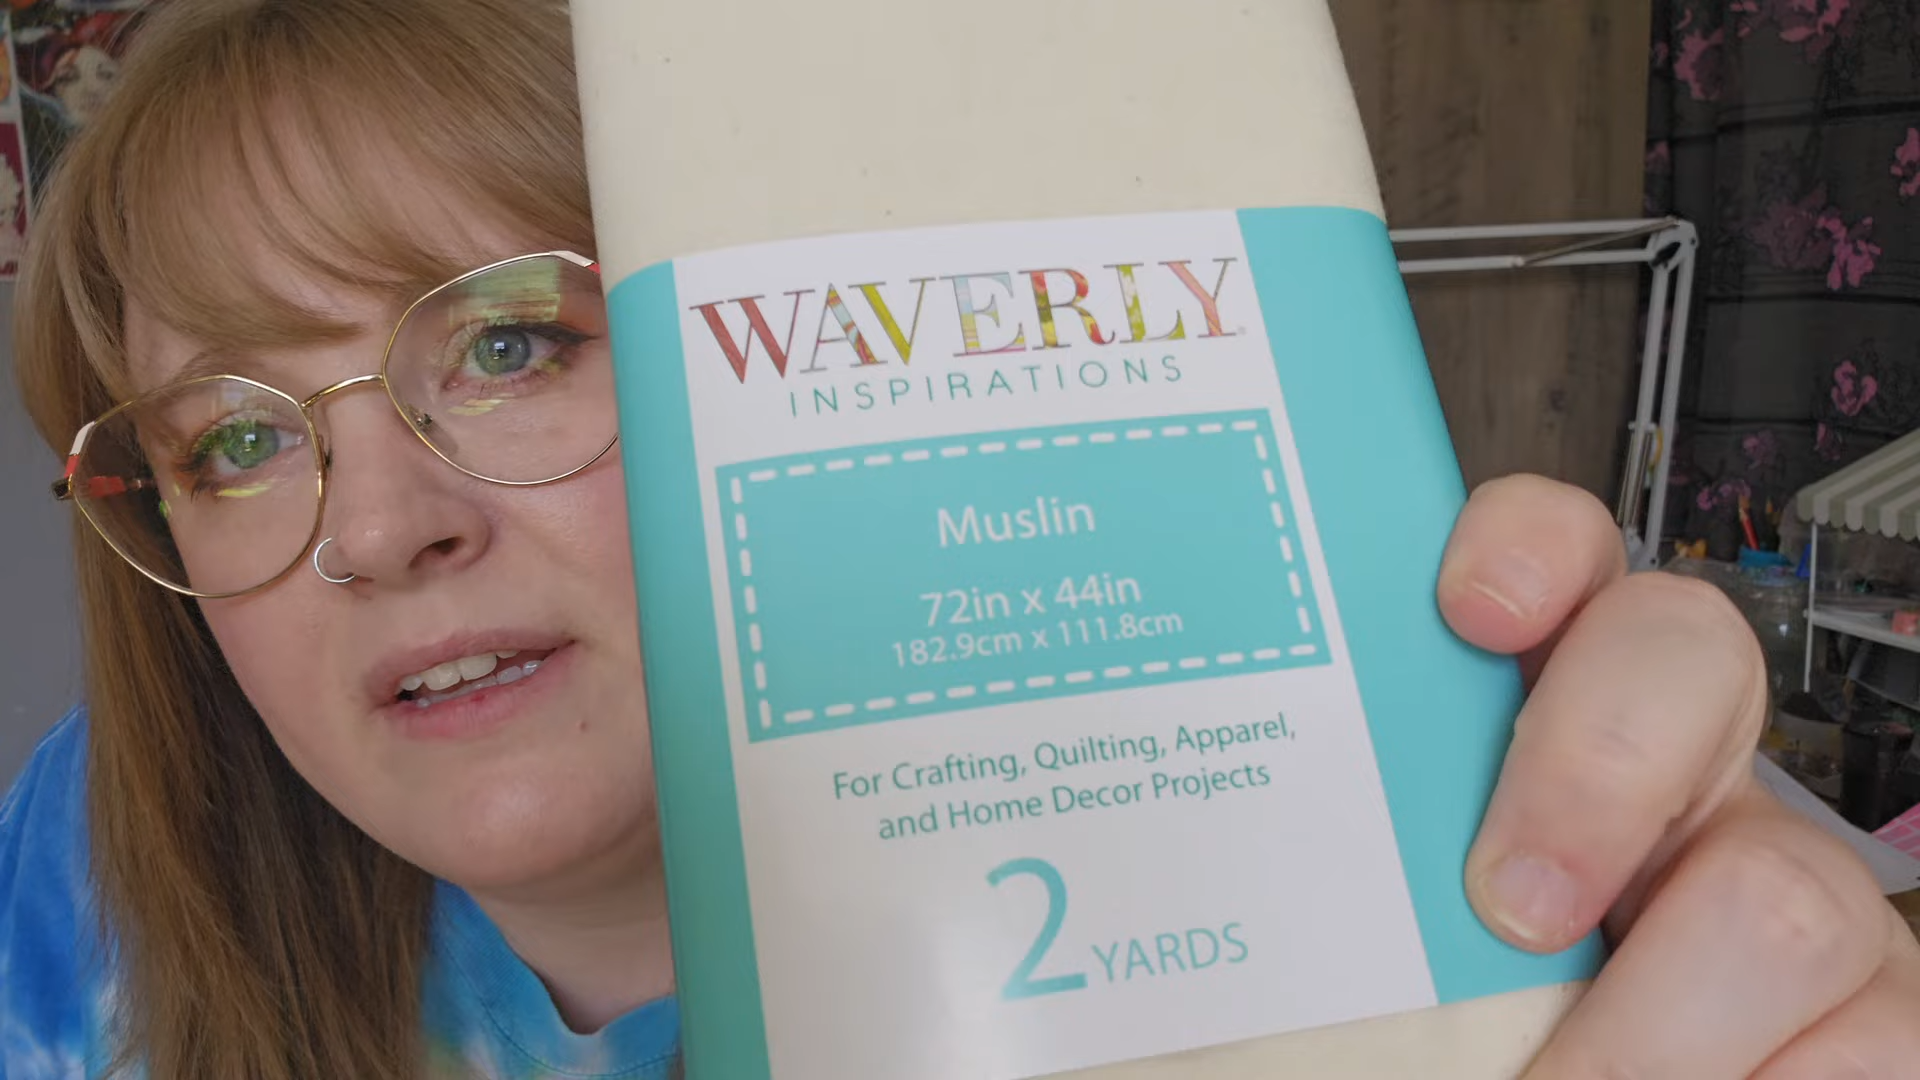 WAVERLY
INSPIRATIONS
Muslin
72in x 44in
182.9cm x 111.8cm
For Crafting, Quilting, Apparel,
and Home Decor Projects
2 YARDS